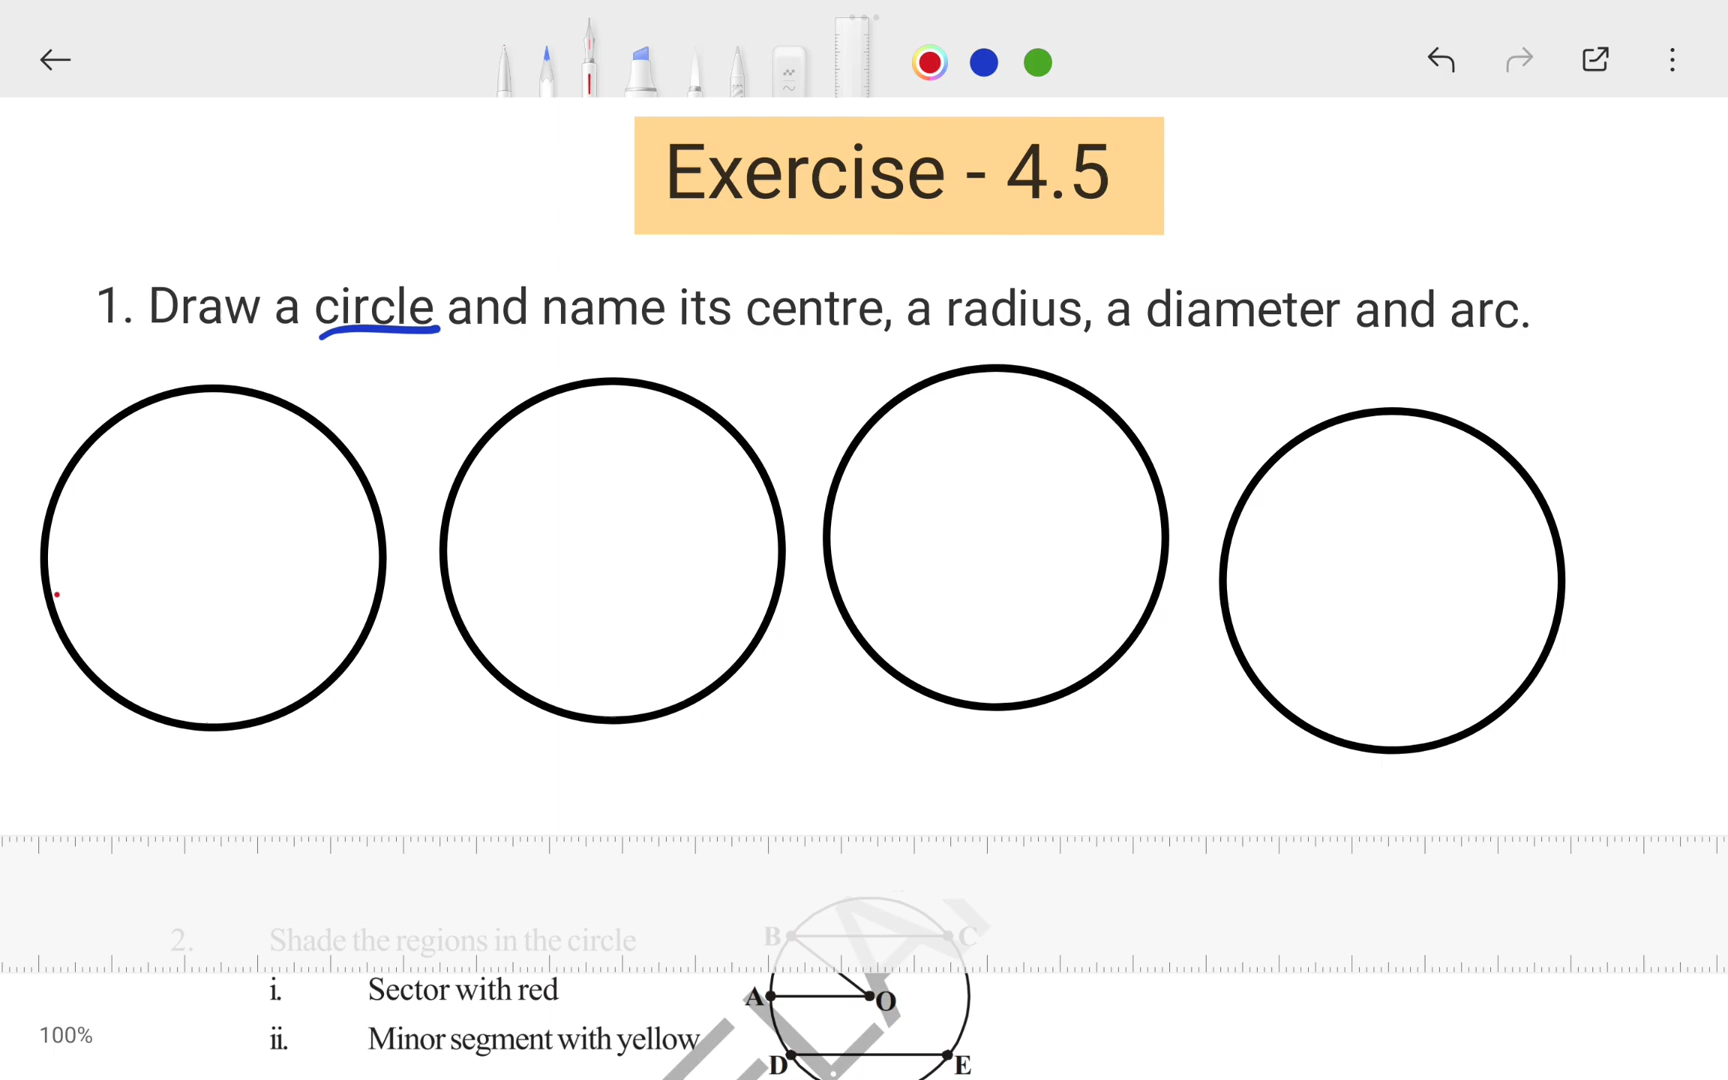 Exercise - 4.5
1. Draw a circle and name its centre, a radius, a diameter and arc.
2. Shade the regions in the circle
B C
i. Sector with red
A O
ii. Minor segment with yellow
100%
D E